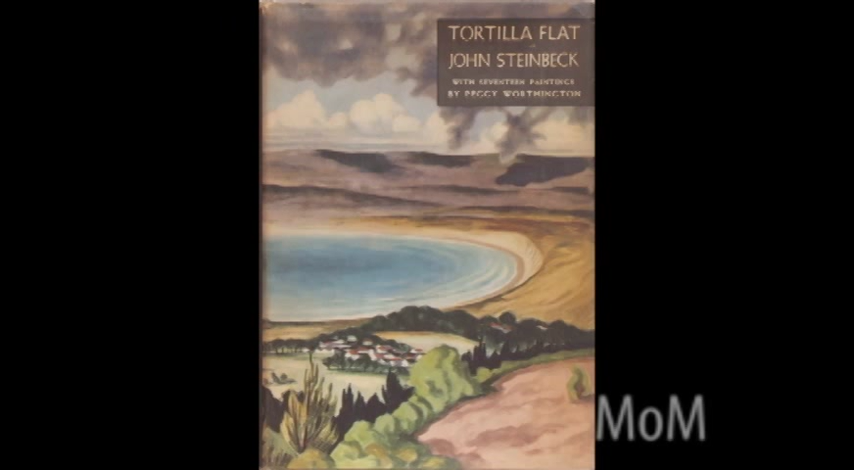 TORTILLA FLAT
JOHN STEINBECK
WITH SEVENTEEN PAINTINGS
BY PEGGY WORTHINGTON
MoM